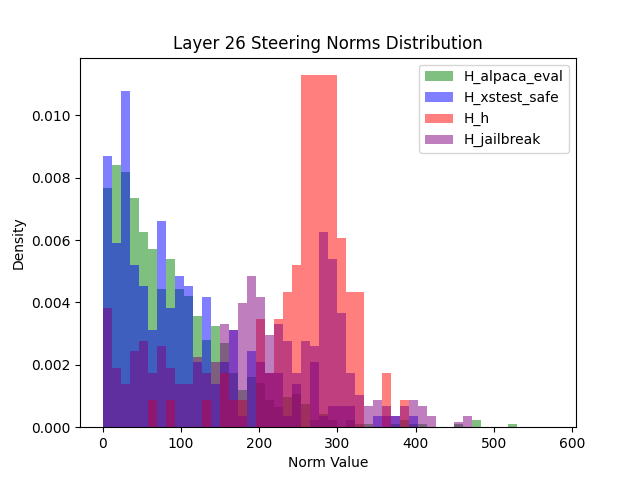 Layer 26 Steering Norms Distribution
H_alpaca_eval
H_xstest_safe
H_h
H_jailbreak
Density
0.010
0.008
0.006
0.004
0.002
0.000
0
100
200
300
400
500
600
Norm Value